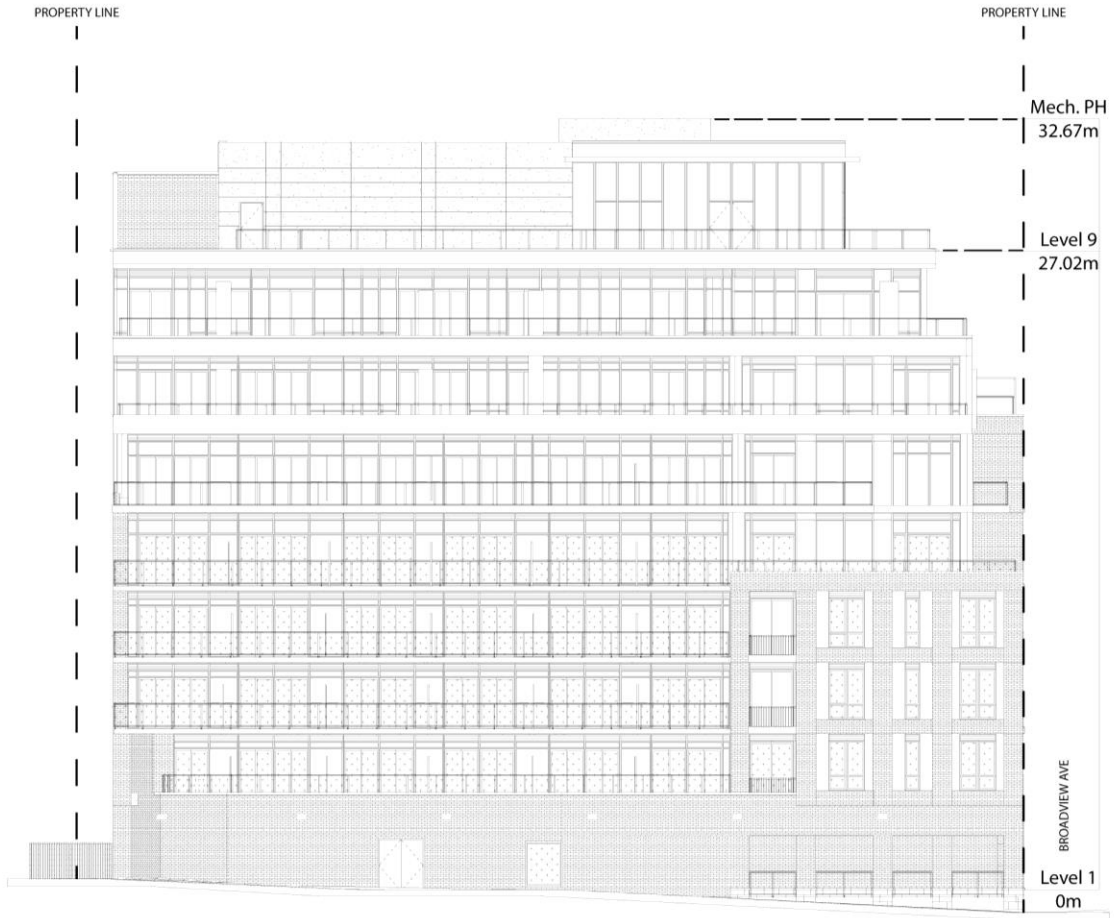 PROPERTY LINE
PROPERTY LINE
Mech. PH
32.67m
Level 9
27.02m
BROADVIEW AVE
Level 1
0m